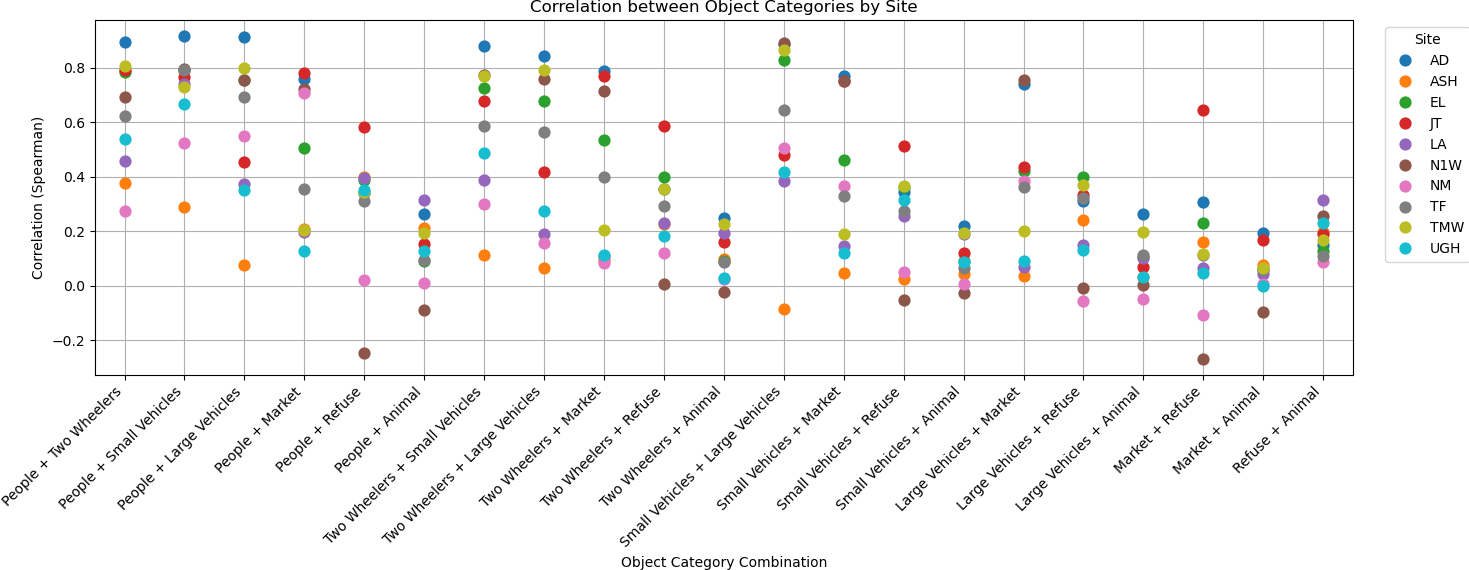 Correlation between Object Categories by Site
Correlation (Spearman)
0.8
0.6
0.4
0.2
0.0
−0.2
People + Two Wheelers
People + Small Vehicles
People + Large Vehicles
People + Market
People + Refuse
People + Animal
Two Wheelers + Small Vehicles
Two Wheelers + Large Vehicles
Two Wheelers + Market
Two Wheelers + Refuse
Two Wheelers + Animal
Small Vehicles + Large Vehicles
Small Vehicles + Market
Small Vehicles + Refuse
Small Vehicles + Animal
Large Vehicles + Market
Large Vehicles + Refuse
Large Vehicles + Animal
Market + Refuse
Market + Animal
Refuse + Animal
Object Category Combination
Site
AD
ASH
EL
JT
LA
N1W
NM
TF
TMW
UGH